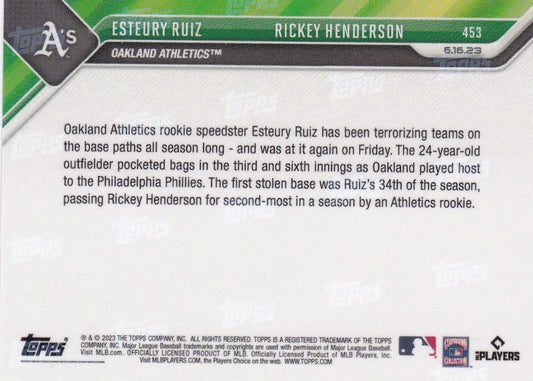 A's
ESTEURY RUIZ RICKEY HENDERSON 453
OAKLAND ATHLETICS™ 6.16.23
Oakland Athletics rookie speedster Esteury Ruiz has been terrorizing teams on
the base paths all season long - and was at it again on Friday. The 24-year-old
outfielder pocketed bags in the third and sixth innings as Oakland played host
to the Philadelphia Phillies. The first stolen base was Ruiz's 34th of the season,
passing Rickey Henderson for second-most in a season by an Athletics rookie.
Topps
® & © 2023 THE TOPPS COMPANY, INC. ALL RIGHTS RESERVED. TOPPS IS A REGISTERED TRADEMARK OF THE TOPPS
COMPANY, INC. Major League Baseball trademarks and copyrights are used with permission of Major League Baseball.
Visit MLB.com. OFFICIALLY LICENSED PRODUCT OF MLB. Officially Licensed Product of MLB Players, Inc.
Visit MLBPLAYERS.com, the Players Choice on the web. WWW.TOPPS.COM
COOPERSTOWN COLLECTION
MLBPLAYERS